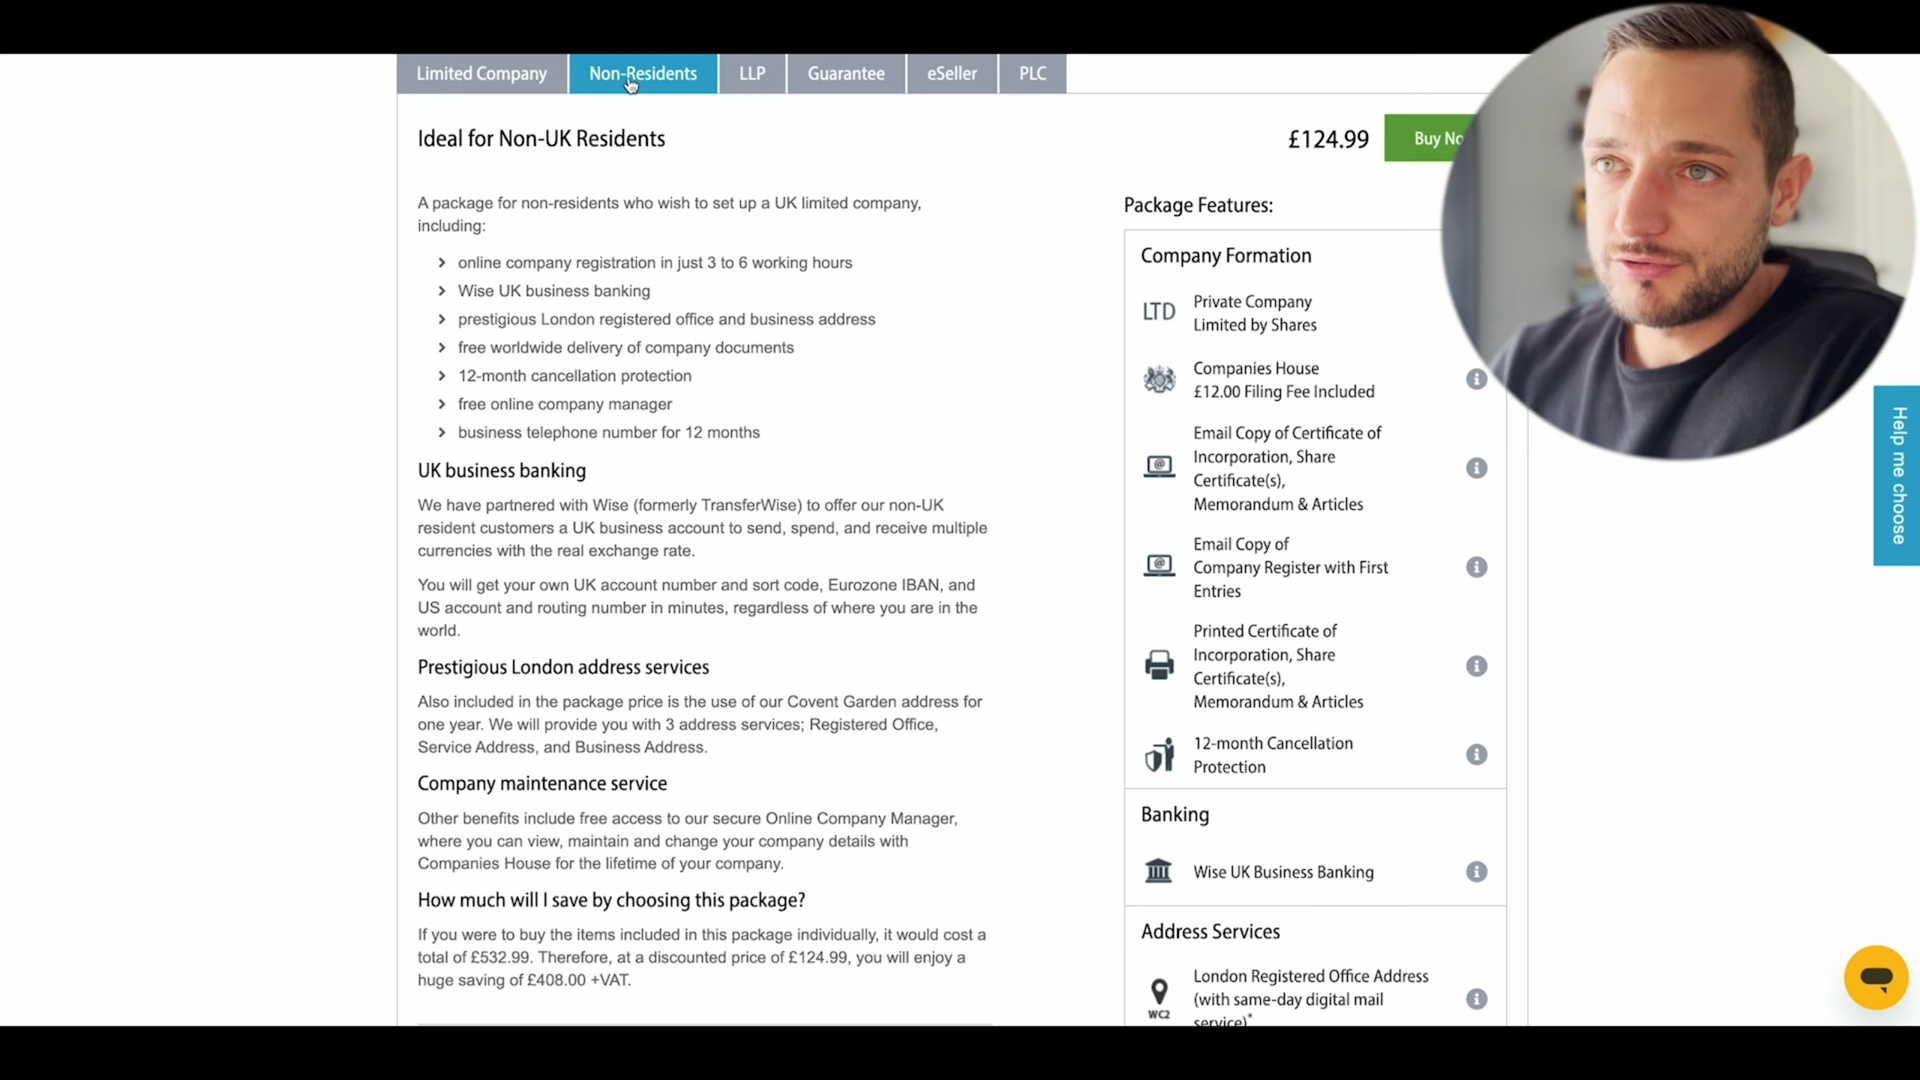 Limited Company
Non-Residents
LLP
Guarantee
eSeller
PLC
Ideal for Non-UK Residents
£124.99
Buy
A package for non-residents who wish to set up a UK limited company,
including:
online company registration in just 3 to 6 working hours
Wise UK business banking
prestigious London registered office and business address
free worldwide delivery of company documents
12-month cancellation protection
free online company manager
business telephone number for 12 months
UK business banking
We have partnered with Wise (formerly TransferWise) to offer our non-UK
resident customers a UK business account to send, spend, and receive multiple
currencies with the real exchange rate.
You will get your own UK account number and sort code, Eurozone IBAN, and
US account and routing number in minutes, regardless of where you are in the
world.
Prestigious London address services
Also included in the package price is the use of our Covent Garden address for
one year. We will provide you with 3 address services; Registered Office,
Service Address, and Business Address.
Company maintenance service
Other benefits include free access to our secure Online Company Manager,
where you can view, maintain and change your company details with
Companies House for the lifetime of your company.
How much will I save by choosing this package?
If you were to buy the items included in this package individually, it would cost a
total of £532.99. Therefore, at a discounted price of £124.99, you will enjoy a
huge saving of £408.00 +VAT.
Package Features:
Company Formation
LTD
Private Company
Limited by Shares
Companies House
£12.00 Filing Fee Included
Email Copy of Certificate of
Incorporation, Share
Certificate(s),
Memorandum & Articles
Email Copy of
Company Register with First
Entries
Printed Certificate of
Incorporation, Share
Certificate(s),
Memorandum & Articles
12-month Cancellation
Protection
Banking
Wise UK Business Banking
Address Services
WC2
London Registered Office Address
(with same-day digital mail
service)*
Help me choose